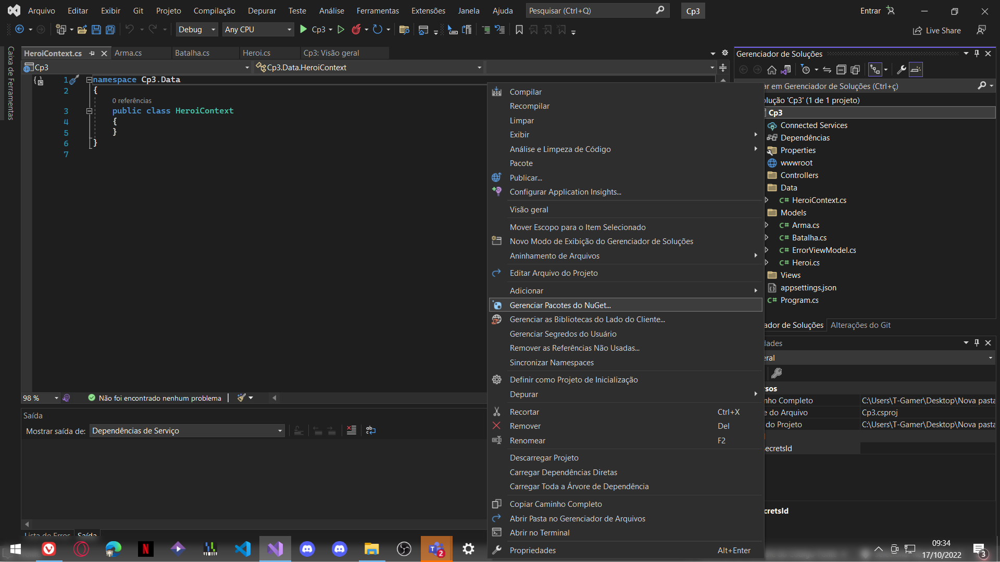 Arquivo Editar Exibir Git Projeto Compilação Depurar Teste Análise Ferramentas Extensões Janela Ajuda Pesquisar (Ctrl+Q) Cp3 Entrar
Debug Any CPU Cp3 Live Share
Caixa de Ferramentas
HeroiContext.cs Arma.cs Batalha.cs Heroi.cs Cp3: Visão geral
Cp3 Cp3.Data.HeroiContext
1 namespace Cp3.Data
2 {
0 referências
3 public class HeroiContext
4 {
5 }
6 }
7
98 % Não foi encontrado nenhum problema
Saída
Mostrar saída de: Dependências de Serviço
Lista de Erros Saída
Compilar
Recompilar
Limpar
Exibir
Análise e Limpeza de Código
Pacote
Publicar...
Configurar Application Insights...
Visão geral
Mover Escopo para o Item Selecionado
Novo Modo de Exibição do Gerenciador de Soluções
Aninhamento de Arquivos
Editar Arquivo do Projeto
Adicionar
Gerenciar Pacotes do NuGet...
Gerenciar as Bibliotecas do Lado do Cliente...
Gerenciar Segredos do Usuário
Remover as Referências Não Usadas...
Sincronizar Namespaces
Definir como Projeto de Inicialização
Depurar
Recortar Ctrl+X
Remover Del
Renomear F2
Descarregar Projeto
Carregar Dependências Diretas
Carregar Toda a Árvore de Dependência
Copiar Caminho Completo
Abrir Pasta no Gerenciador de Arquivos
Abrir no Terminal
Propriedades Alt+Enter
Gerenciador de Soluções
ar em Gerenciador de Soluções (Ctrl+ç)
olução 'Cp3' (1 de 1 projeto)
Cp3
Connected Services
Dependências
Properties
wwwroot
Controllers
Data
C# HeroiContext.cs
Models
C# Arma.cs
C# Batalha.cs
C# ErrorViewModel.cs
C# Heroi.cs
Views
appsettings.json
C# Program.cs
ador de Soluções Alterações do Git
dades
eral
rsos
nho Completo C:\Users\T-Gamer\Desktop\Nova pasta
e do Arquivo Cp3.csproj
do Projeto C:\Users\T-Gamer\Desktop\Nova pasta
ecretsId
cretsId
2
09:34
17/10/2022
3